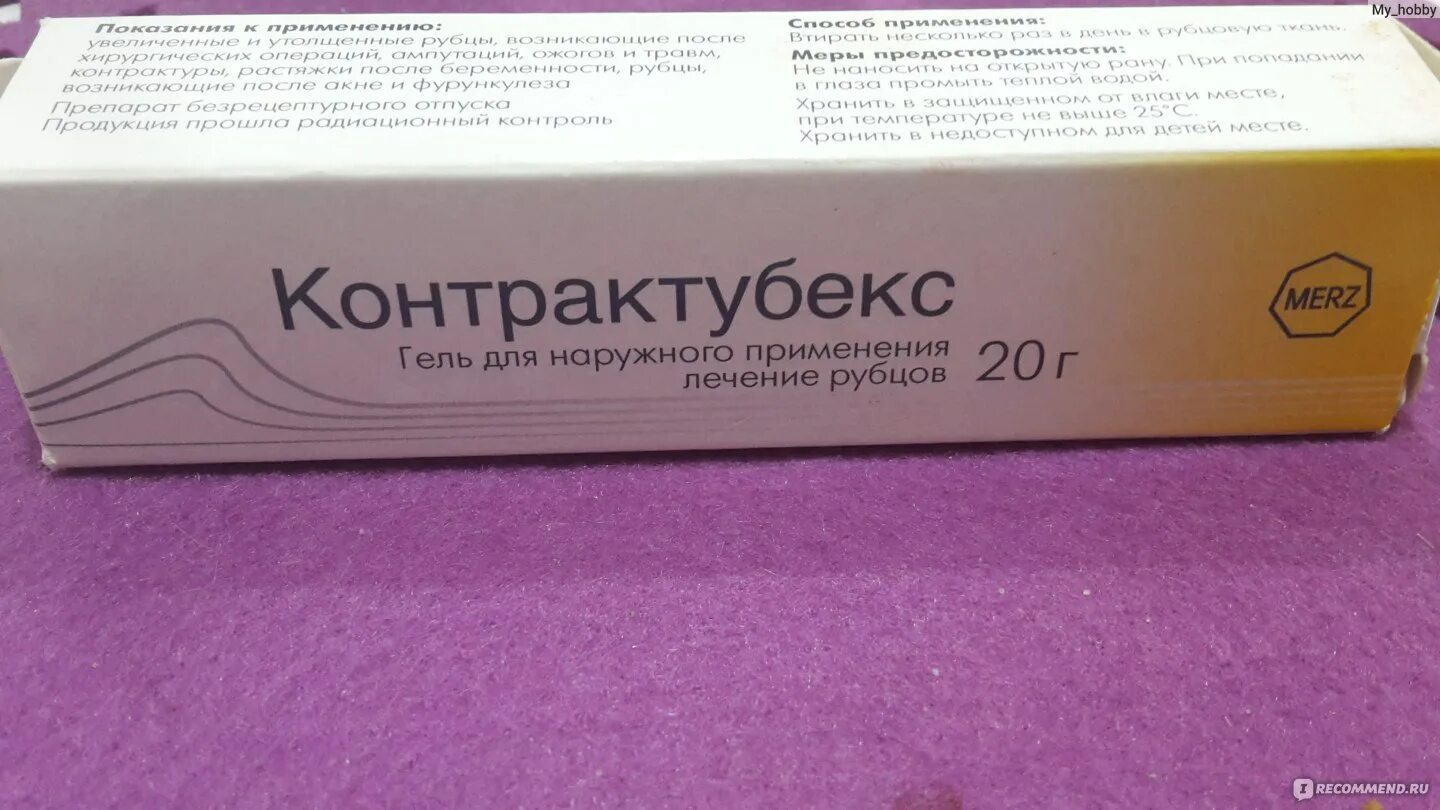 My_hobby
Показания к применению:
увеличенные и утолщенные рубцы, возникающие после
хирургических операций, ампутаций, ожогов и травм,
контрактуры, растяжки после беременности, рубцы,
возникающие после акне и фурункулеза
Препарат безрецептурного отпуска
Продукция прошла радиационный контроль
Способ применения:
Втирать несколько раз в день в рубцовую ткань.
Меры предосторожности:
Не наносить на открытую рану. При попадании
в глаза промыть теплой водой.
Хранить в защищенном от влаги месте,
при температуре не выше 25°С.
Хранить в недоступном для детей месте.
Контрактубекс
Гель для наружного применения
лечение рубцов
20 г
MERZ
IRECOMMEND.RU